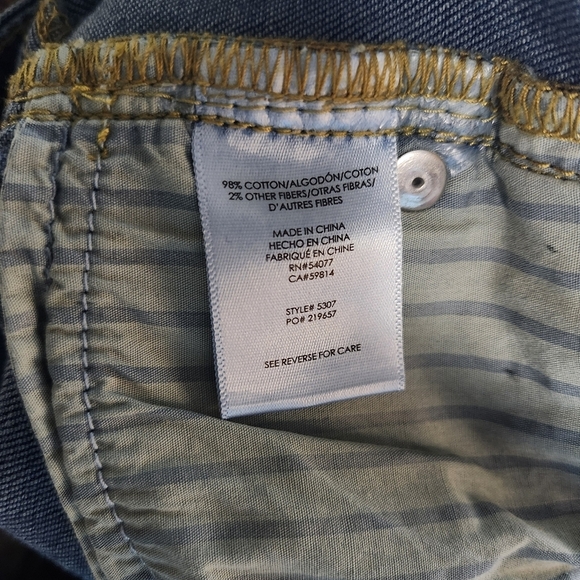 98% COTTON/ALGODÓN/COTON
2% OTHER FIBERS/OTRAS FIBRAS/
D'AUTRES FIBRES
MADE IN CHINA
HECHO EN CHINA
FABRIQUÉ EN CHINE
RN#54077
CA#59814
STYLE# 5307
PO# 219657
SEE REVERSE FOR CARE